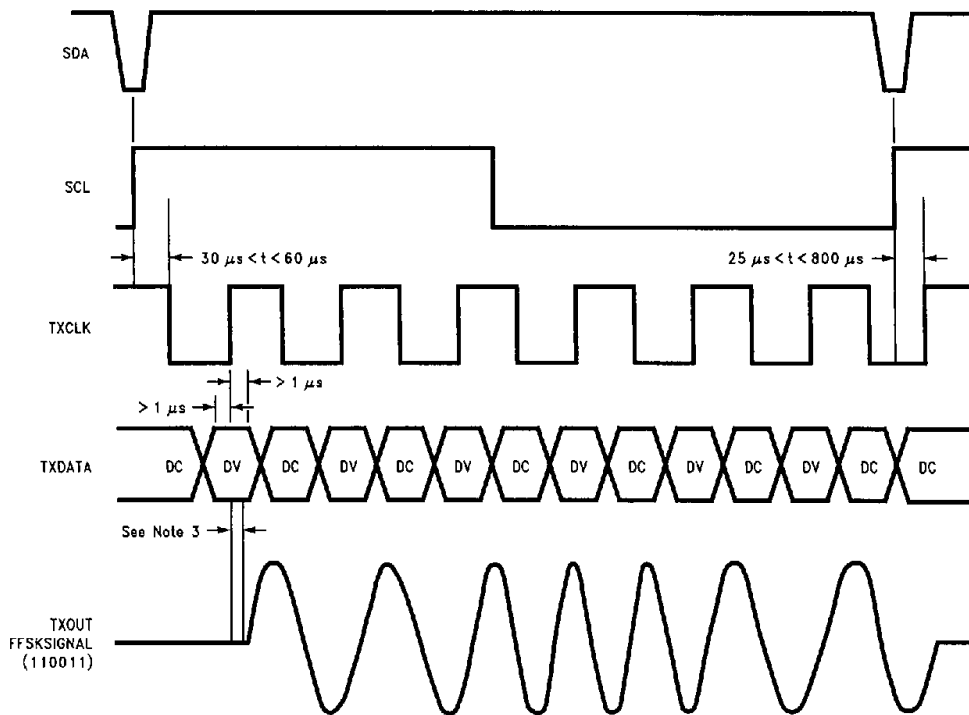 SDA
SCL
30 μs < t < 60 μs
25 μs < t < 800 μs
TXCLK
> 1 μs
> 1 μs
TXDATA
DC DV DC DV DC DV DC DV DC DV DC DV DC DC
See Note 3
TXOUT
FFSKSIGNAL
(110011)